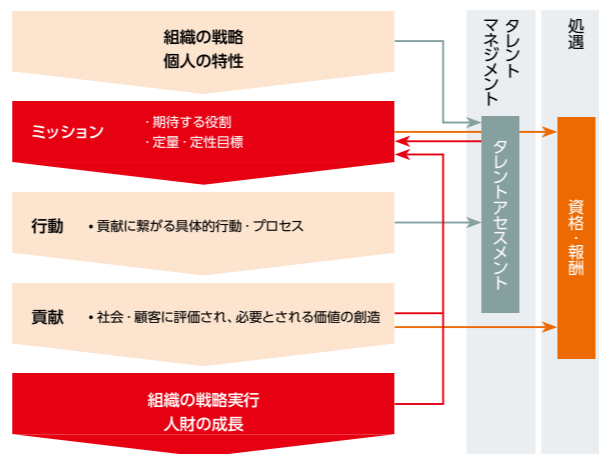 組織の戦略
個人の特性
ミッション
・期待する役割
・定量・定性目標
行動
•貢献に繋がる具体的行動・プロセス
貢献
•社会・顧客に評価され、必要とされる価値の創造
組織の戦略実行
人財の成長
タレント
マネジメント
タレントアセスメント
処遇
資格・報酬